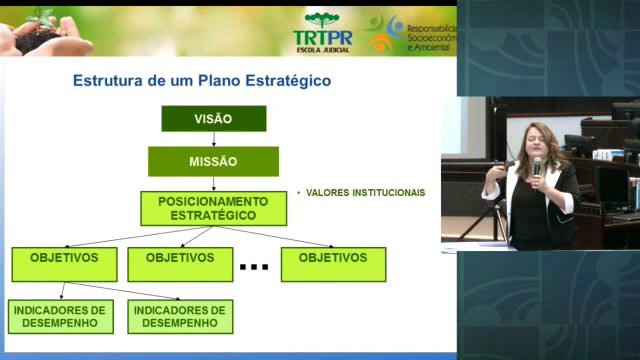 TRTPR
ESCOLA JUDICIAL
Responsabilida
Socioeconôm
e Ambiental
Estrutura de um Plano Estratégico
VISÃO
MISSÃO
POSICIONAMENTO
ESTRATÉGICO
• VALORES INSTITUCIONAIS
OBJETIVOS
OBJETIVOS
...
OBJETIVOS
INDICADORES DE
DESEMPENHO
INDICADORES DE
DESEMPENHO